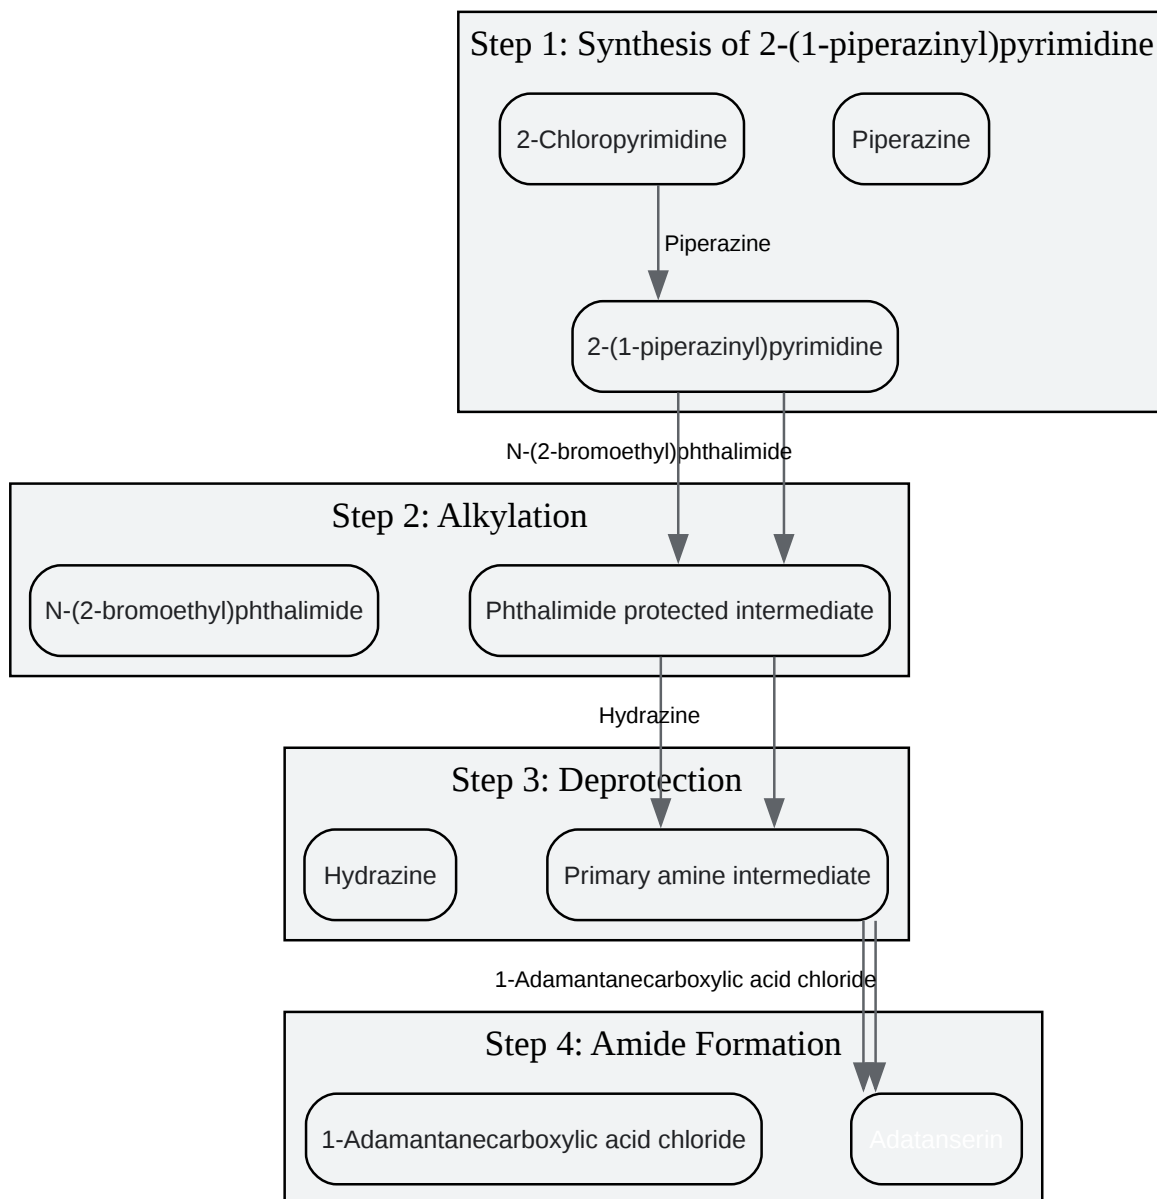 Step 1: Synthesis of 2-(1-piperazinyl)pyrimidine
2-Chloropyrimidine
Piperazine
Piperazine
2-(1-piperazinyl)pyrimidine
N-(2-bromoethyl)phthalimide
Step 2: Alkylation
N-(2-bromoethyl)phthalimide
Phthalimide protected intermediate
Hydrazine
Step 3: Deprotection
Hydrazine
Primary amine intermediate
1-Adamantanecarboxylic acid chloride
Step 4: Amide Formation
1-Adamantanecarboxylic acid chloride
Adatanserin